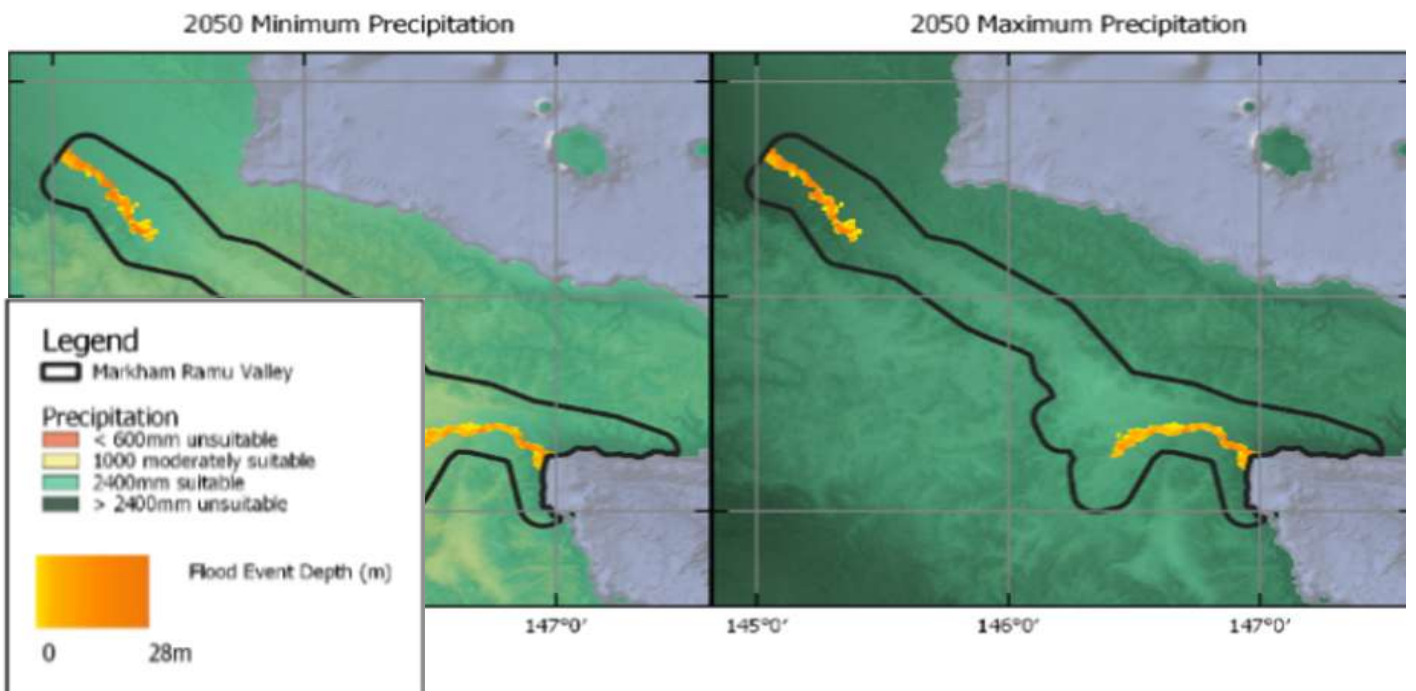 2050 Minimum Precipitation
2050 Maximum Precipitation
Legend
Markham Ramu Valley
Precipitation
< 600mm unsuitable
1000 moderately suitable
2400mm suitable
> 2400mm unsuitable
Flood Event Depth (m)
0 28m
147°0′ 145°0′ 146°0′ 147°0′